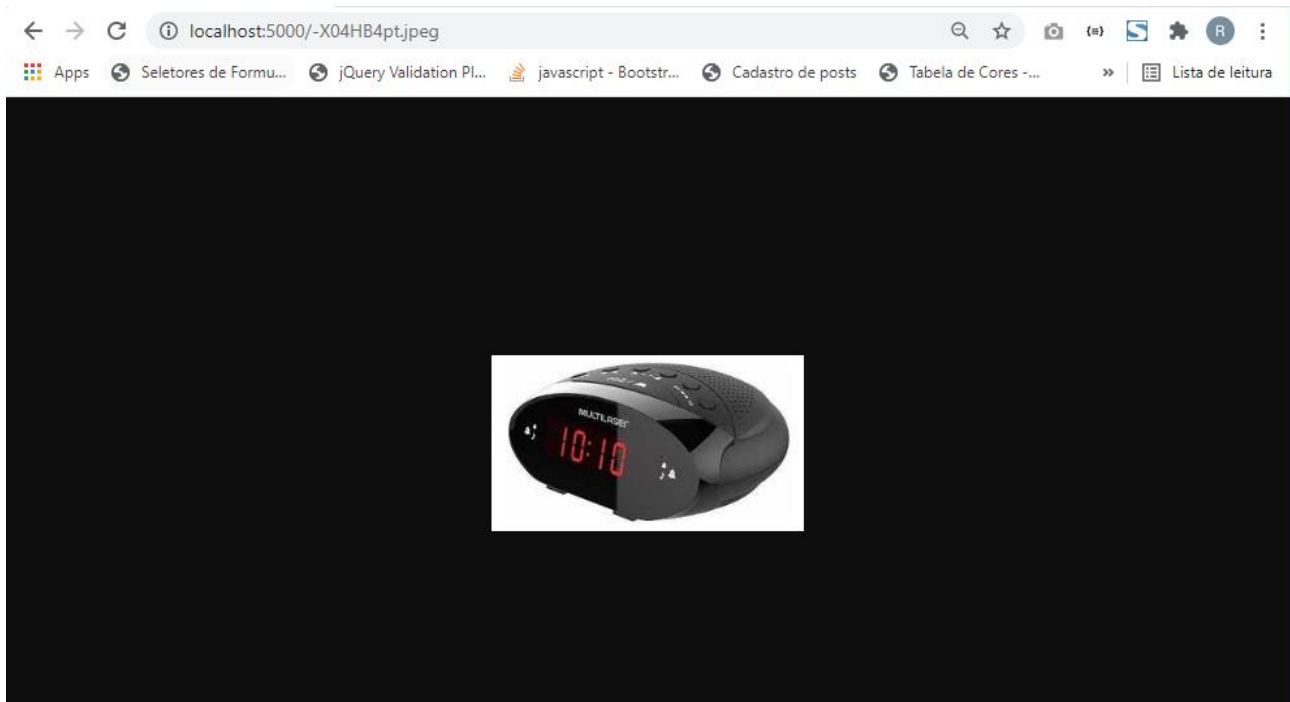 localhost:5000/-X04HB4pt.jpeg
R
Apps Seletores de Formu... jQuery Validation Pl... javascript - Bootstr... Cadastro de posts Tabela de Cores -... » Lista de leitura
MULTILASER
10:10